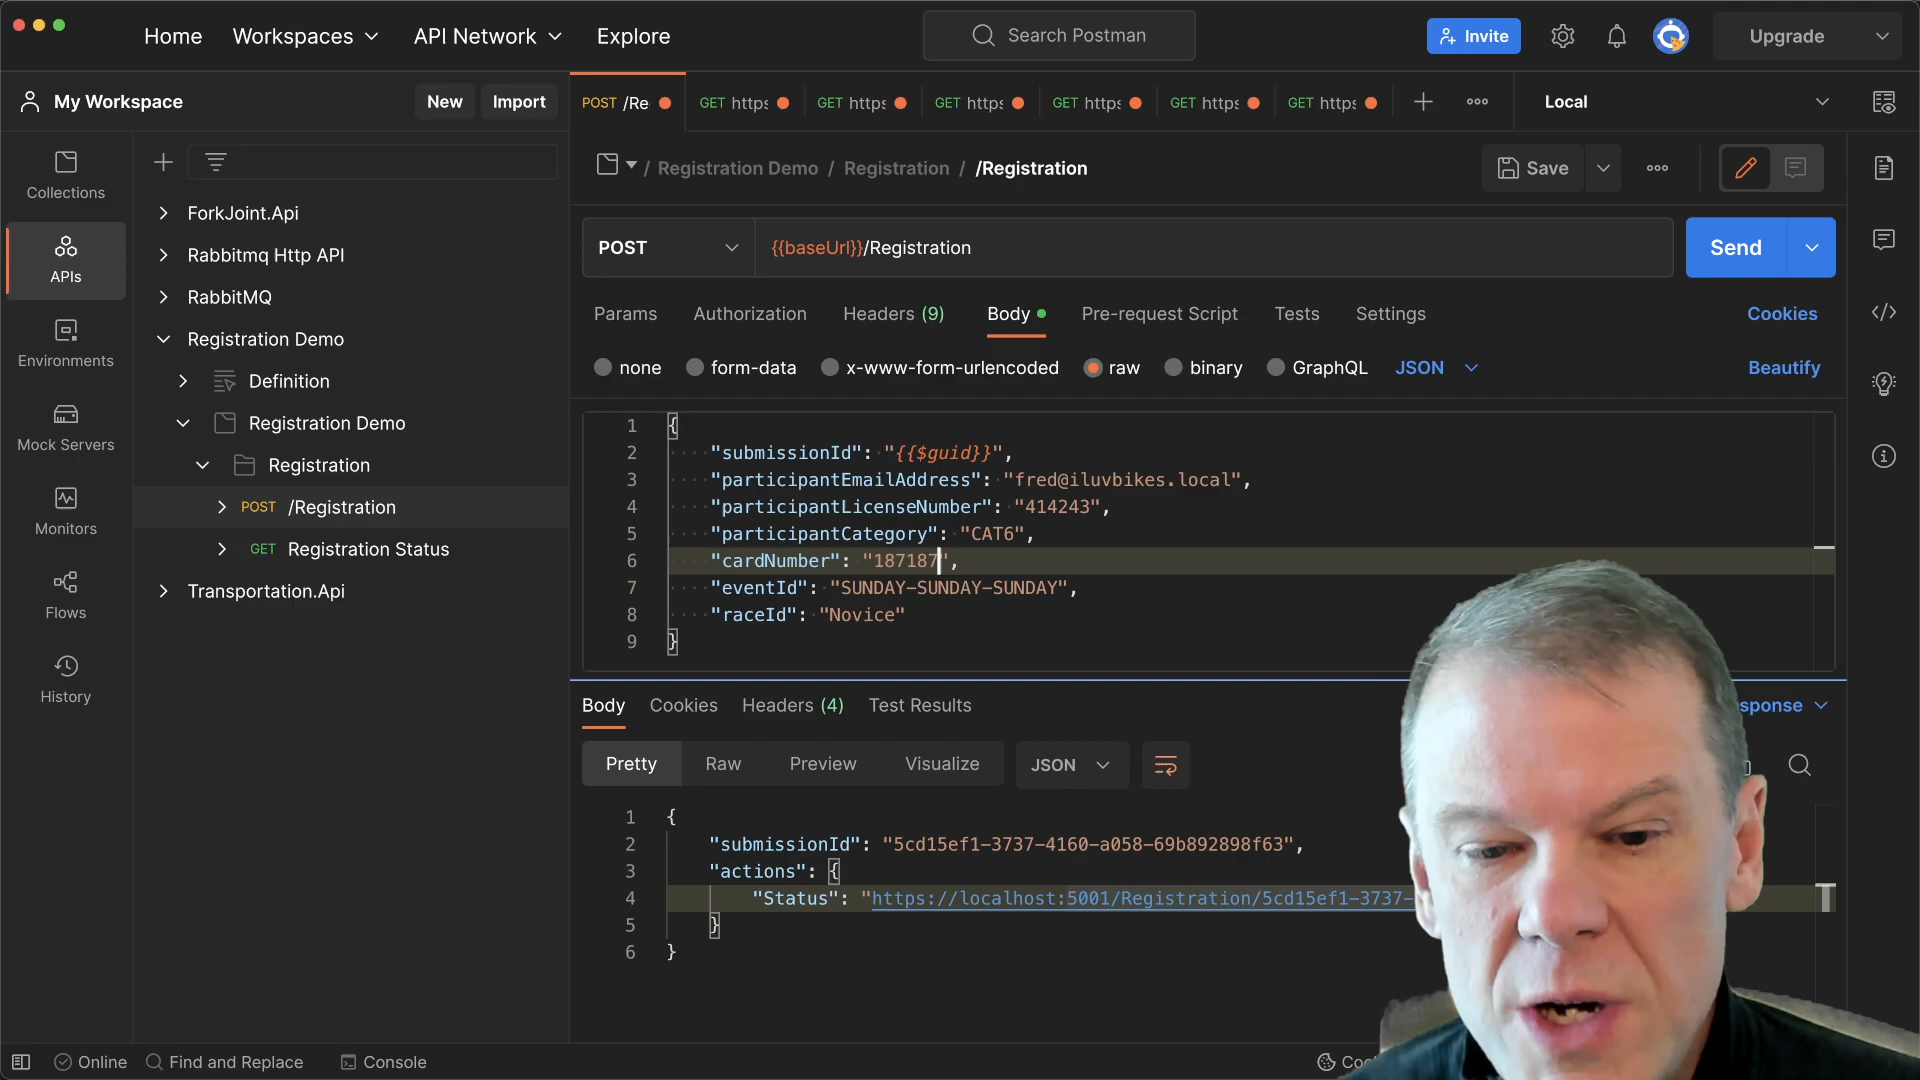 Home Workspaces API Network Explore Search Postman Invite Upgrade
My Workspace New Import
POST /Re GET https GET https GET https GET https GET https GET https Local
Collections
APIs
Environments
Mock Servers
Monitors
Flows
History
ForkJoint.Api
Rabbitmq Http API
RabbitMQ
Registration Demo
Definition
Registration Demo
Registration
POST /Registration
GET Registration Status
Transportation.Api
/ Registration Demo / Registration / /Registration Save
POST {{baseUrl}}/Registration Send
Params Authorization Headers (9) Body Pre-request Script Tests Settings Cookies
none form-data x-www-form-urlencoded raw binary GraphQL JSON Beautify
1 {
2 "submissionId": "{{$guid}}",
3 "participantEmailAddress": "fred@iluvbikes.local",
4 "participantLicenseNumber": "414243",
5 "participantCategory": "CAT6",
6 "cardNumber": "187187",
7 "eventId": "SUNDAY-SUNDAY-SUNDAY",
8 "raceId": "Novice"
9 }
Body Cookies Headers (4) Test Results sponse
Pretty Raw Preview Visualize JSON
1 {
2 "submissionId": "5cd15ef1-3737-4160-a058-69b892898f63",
3 "actions": {
4 "Status": "https://localhost:5001/Registration/5cd15ef1-3737-
5 }
6 }
Online Find and Replace Console